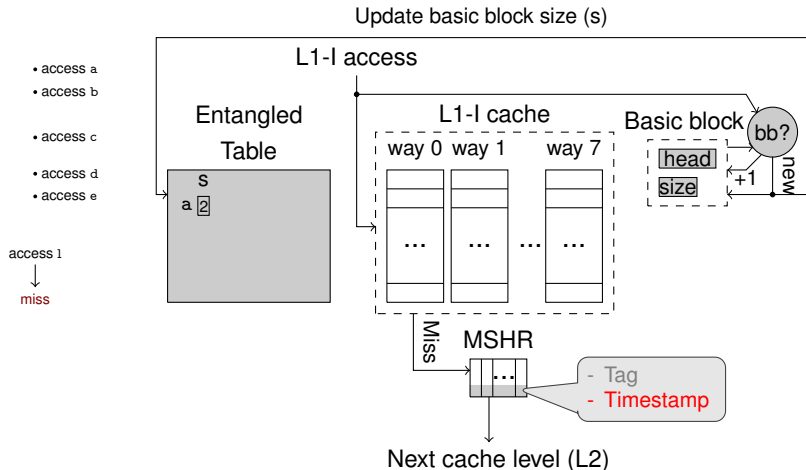 Update basic block size (s)
• access a
• access b
• access c
• access d
• access e
access l
miss
Entangled
Table
s
a 2
L1-I access
L1-I cache
way 0 way 1 way 7
... ... ... ...
Miss
MSHR
...
- Tag
- Timestamp
Next cache level (L2)
Basic block
head
size
bb?
+1
new